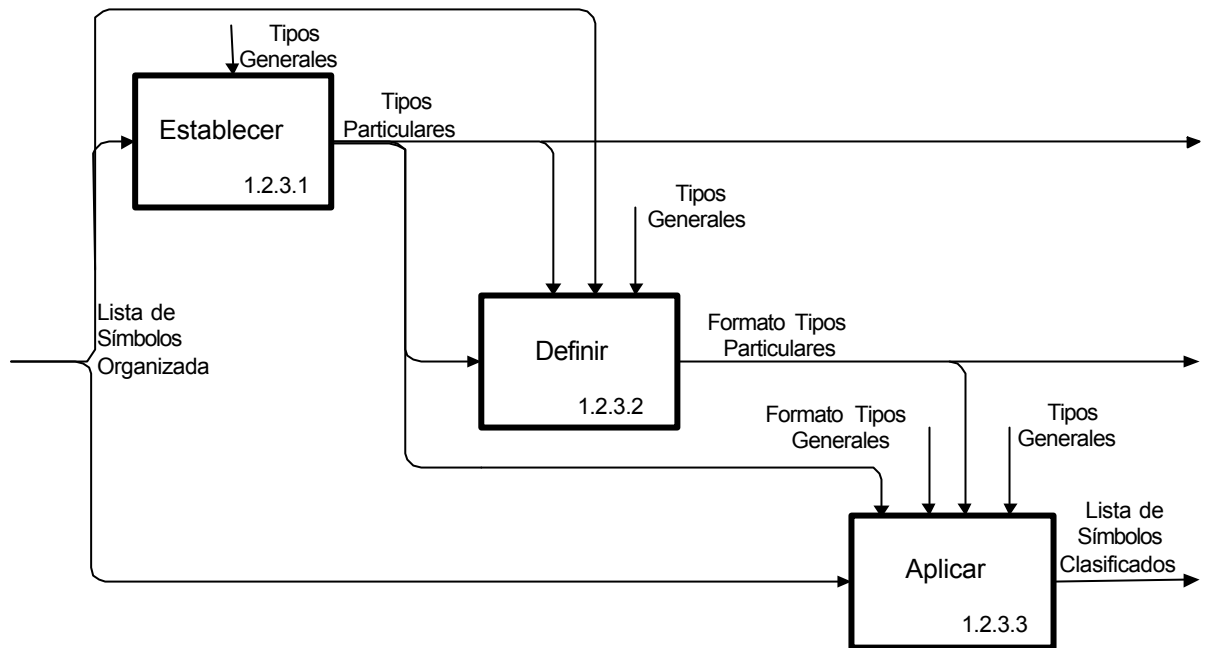 Tipos
Generales
Establecer
1.2.3.1
Tipos
Particulares
Tipos
Generales
Lista de
Símbolos
Organizada
Definir
1.2.3.2
Formato Tipos
Particulares
Formato Tipos
Generales
Tipos
Generales
Aplicar
1.2.3.3
Lista de
Símbolos
Clasificados